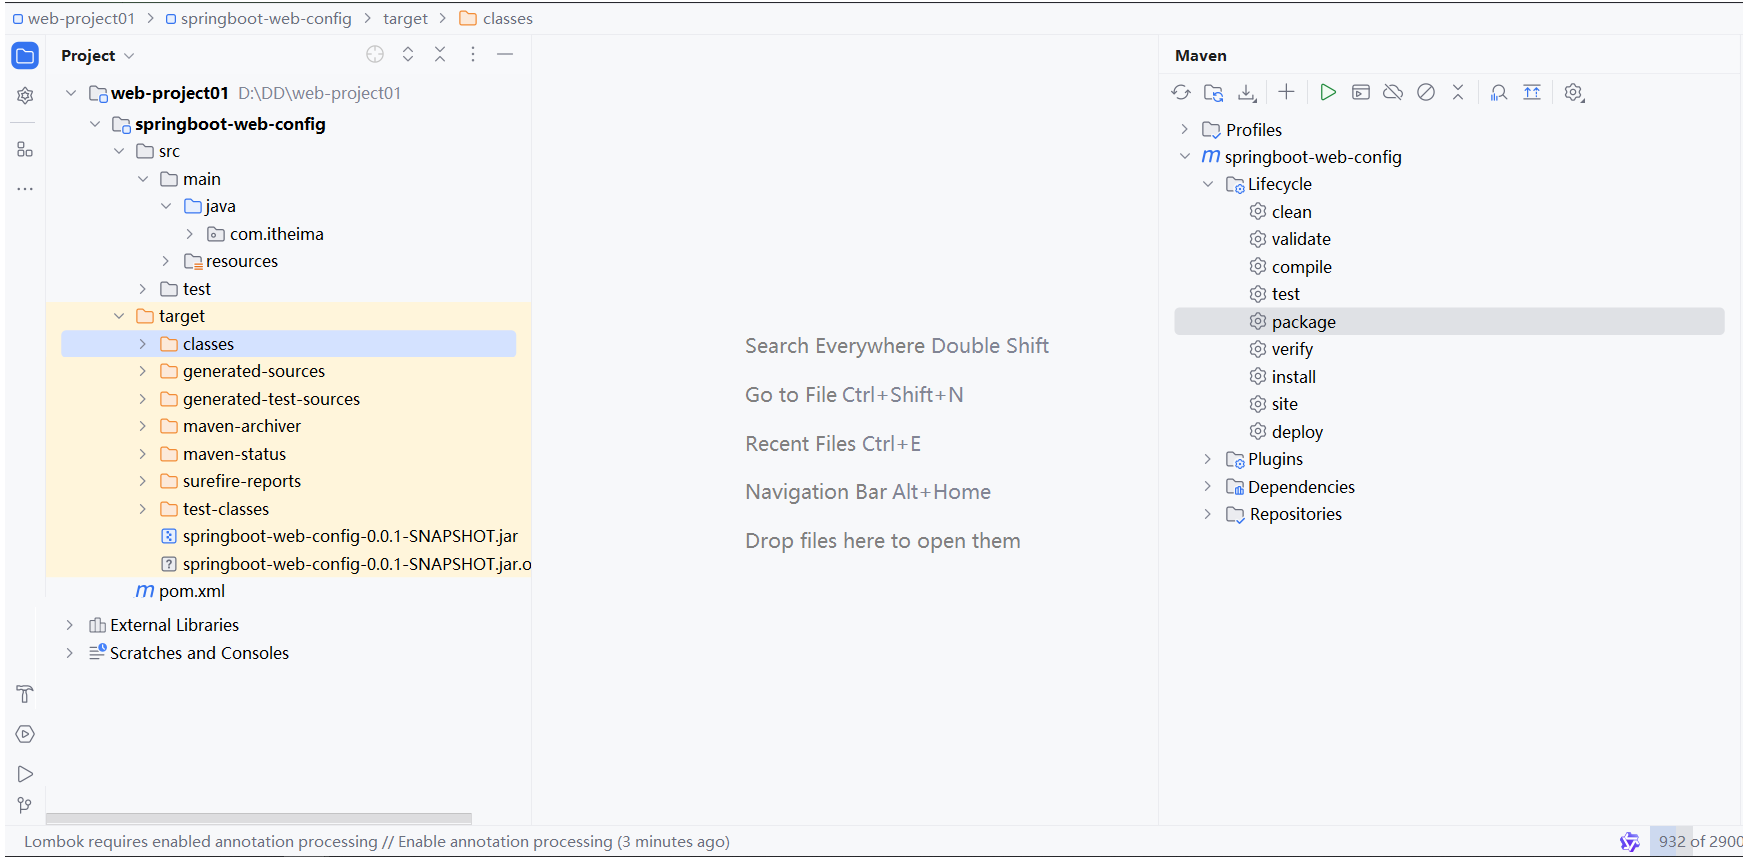 web-project01 > springboot-web-config > target > classes
Project
web-project01 D:\DD\web-project01
springboot-web-config
src
main
java
com.itheima
resources
test
target
classes
generated-sources
generated-test-sources
maven-archiver
maven-status
surefire-reports
test-classes
springboot-web-config-0.0.1-SNAPSHOT.jar
springboot-web-config-0.0.1-SNAPSHOT.jar.o
pom.xml
External Libraries
Scratches and Consoles
Search Everywhere Double Shift
Go to File Ctrl+Shift+N
Recent Files Ctrl+E
Navigation Bar Alt+Home
Drop files here to open them
Maven
Profiles
springboot-web-config
Lifecycle
clean
validate
compile
test
package
verify
install
site
deploy
Plugins
Dependencies
Repositories
Lombok requires enabled annotation processing // Enable annotation processing (3 minutes ago)
932 of 2900